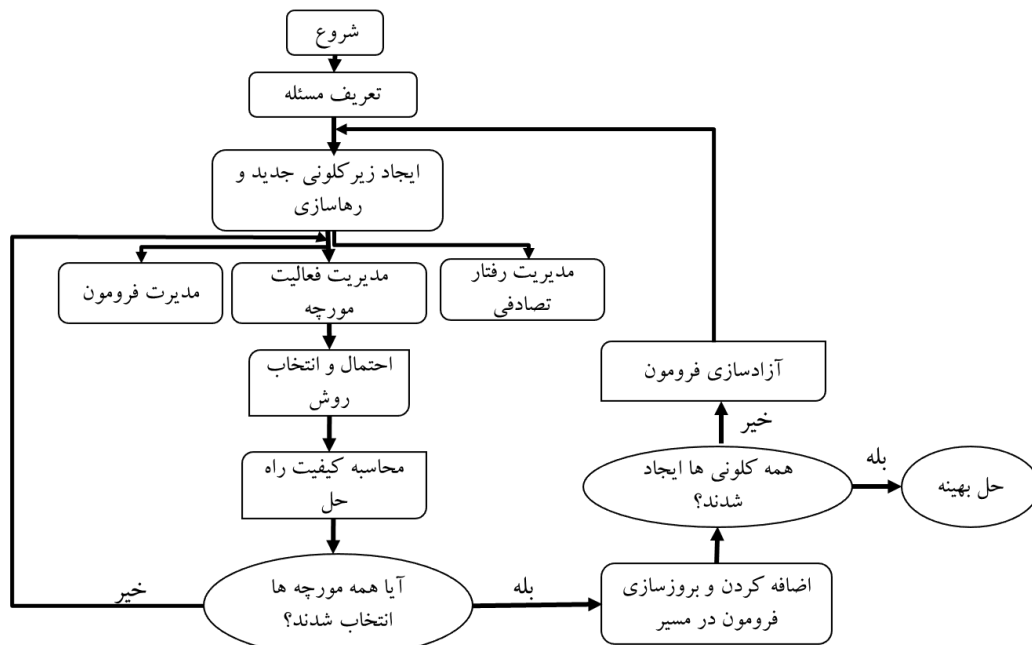 شروع
تعریف مسئله
ایجاد زیرکلونی جدید و
رهاسازی
مدیریت رفتار
تصادفی
مدیریت فعالیت
مورچه
مدیرت فرومون
احتمال و انتخاب
روش
محاسبه کیفیت راه
حل
آیا همه مورچه ها
انتخاب شدند؟
خیر
بله
اضافه کردن و بروزسازی
فرومون در مسیر
همه کلونی ها ایجاد
شدند؟
خیر
آزادسازی فرومون
بله
حل بهینه